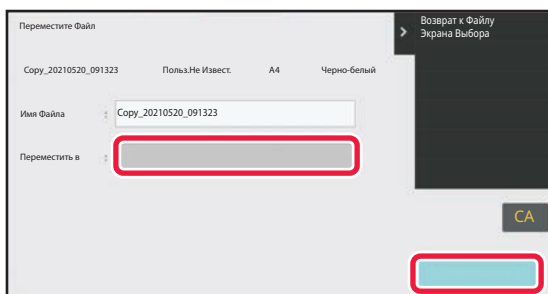 Переместите Файл
Возврат к Файлу
Экрана Выбора
Copy_20210520_091323 Польз.Не Извест. A4 Черно-белый
Имя Файла : Copy_20210520_091323
Переместить в :
CA